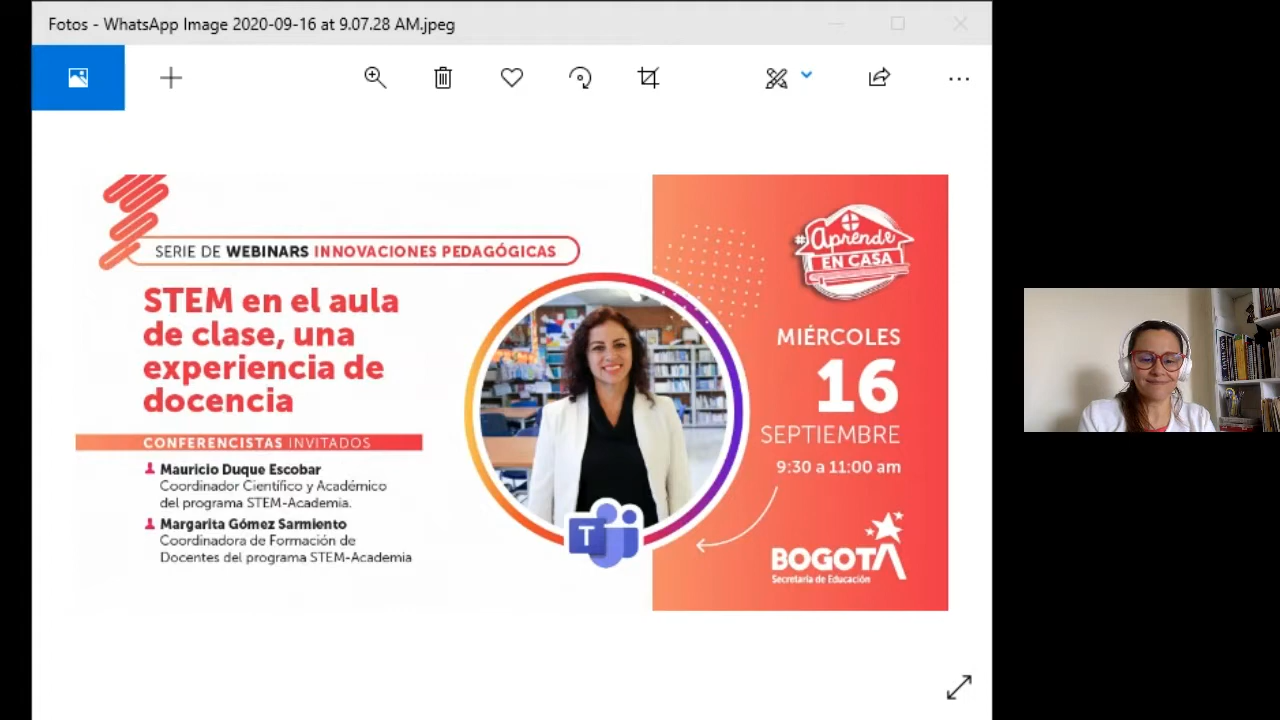 Fotos - WhatsApp Image 2020-09-16 at 9.07.28 AM.jpeg
SERIE DE WEBINARS INNOVACIONES PEDAGÓGICAS
STEM en el aula
de clase, una
experiencia de
docencia
CONFERENCISTAS INVITADOS
Mauricio Duque Escobar
Coordinador Científico y Académico
del programa STEM-Academia.
Margarita Gómez Sarmiento
Coordinadora de Formación de
Docentes del programa STEM-Academia
T
#aprende
EN CASA
MIÉRCOLES
16
SEPTIEMBRE
9:30 a 11:00 am
BOGOTÁ
Secretaría de Educación